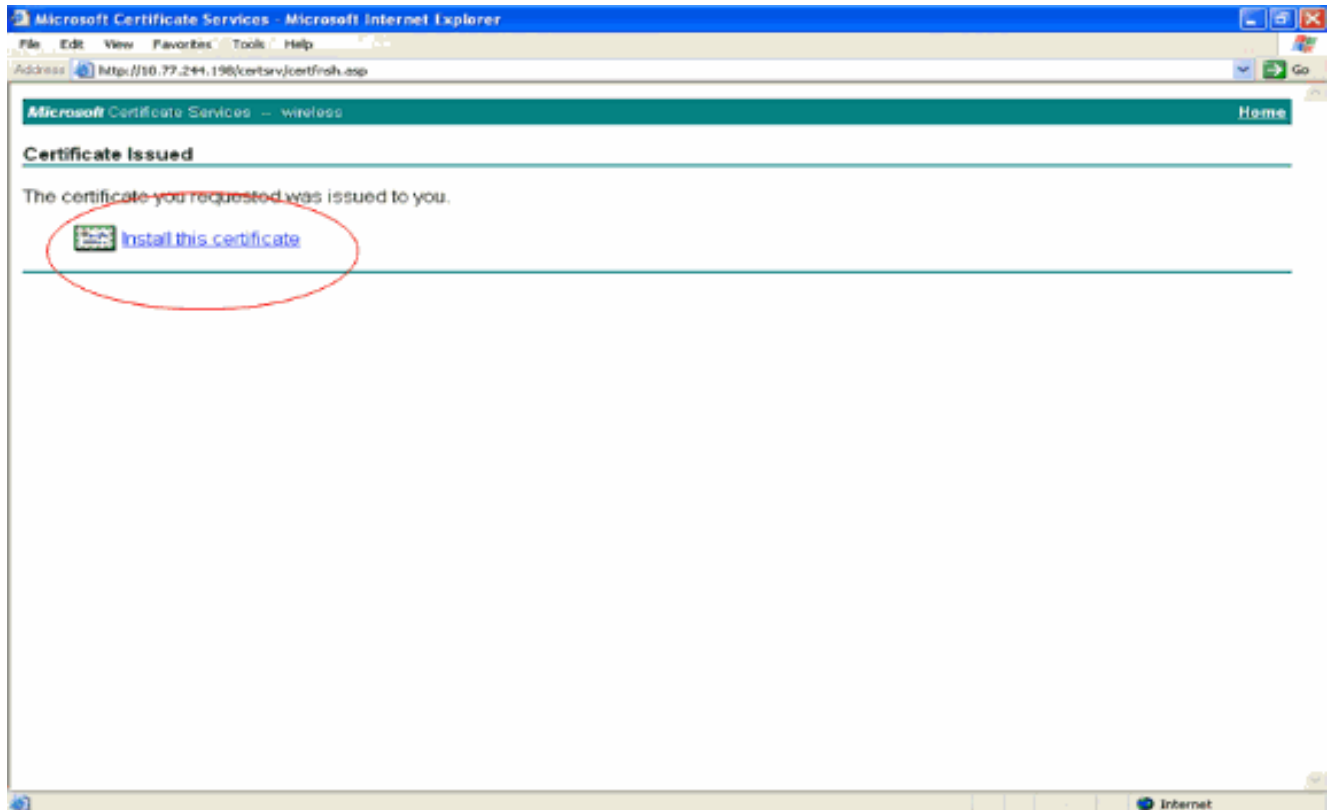 Microsoft Certificate Services - Microsoft Internet Explorer
File Edit View Favorites Tools Help
Address http://10.77.244.198/certsrv/certfnsh.asp Go
Microsoft Certificate Services -- wireless Home
Certificate Issued
The certificate you requested was issued to you.
Install this certificate
Internet